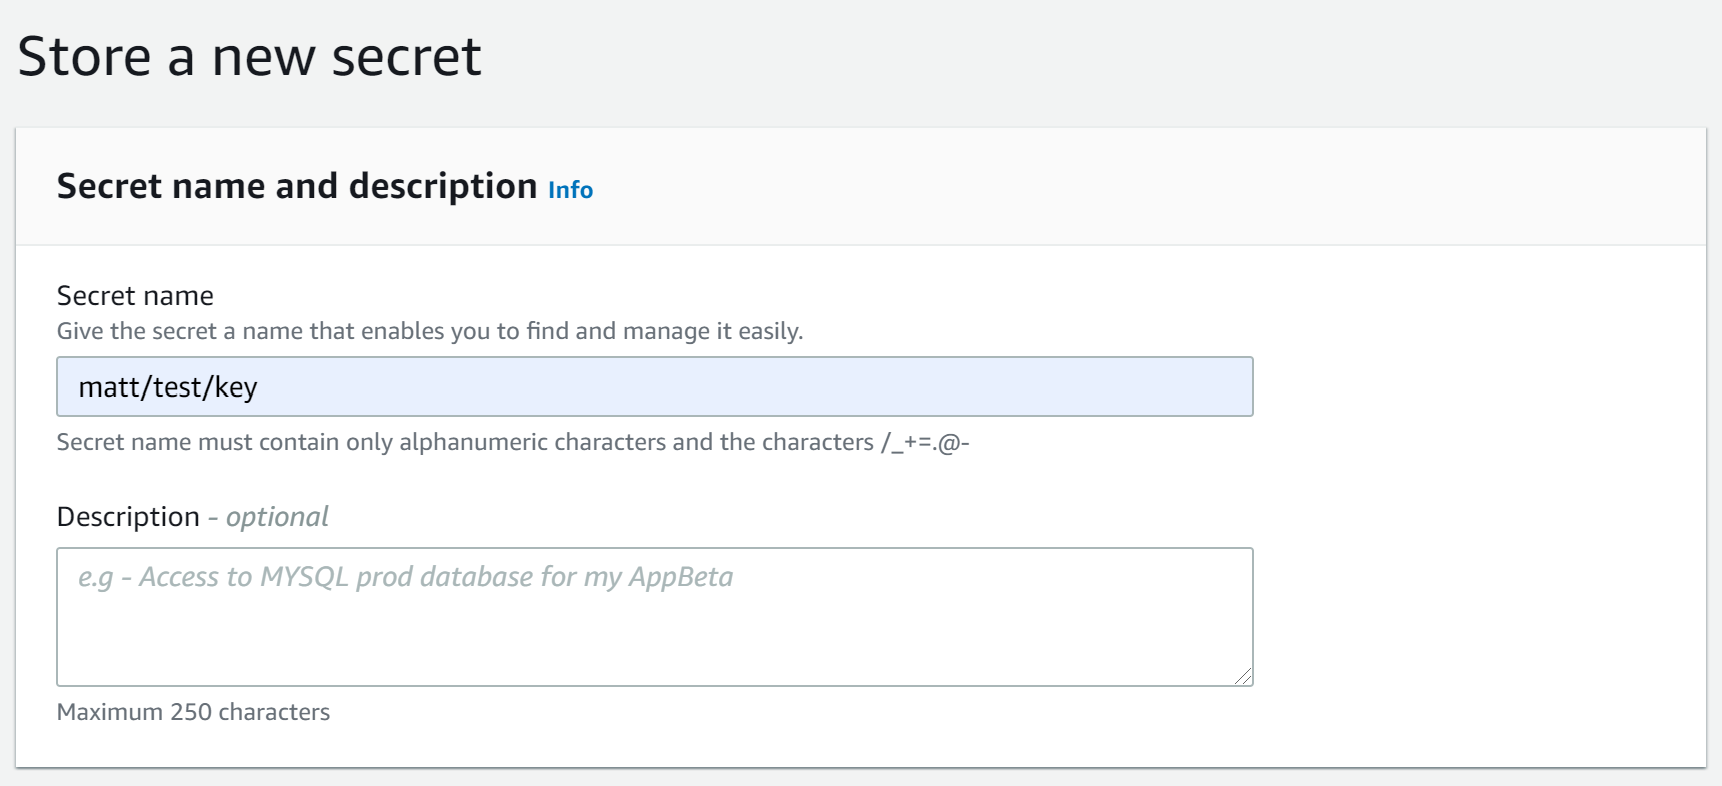 Store a new secret
Secret name and description Info
Secret name
Give the secret a name that enables you to find and manage it easily.
matt/test/key
Secret name must contain only alphanumeric characters and the characters /_+=.@-
Description - optional
e.g - Access to MYSQL prod database for my AppBeta
Maximum 250 characters